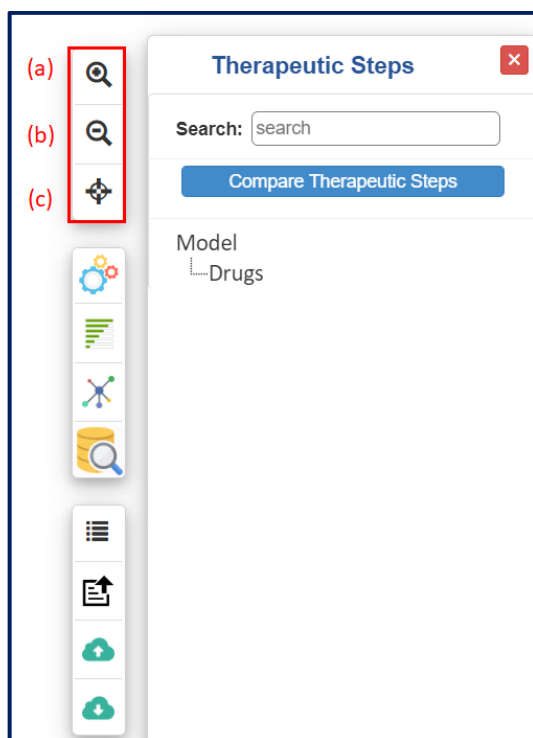 (a)
(b)
(c)
Therapeutic Steps
Search: search
Compare Therapeutic Steps
Model
Drugs